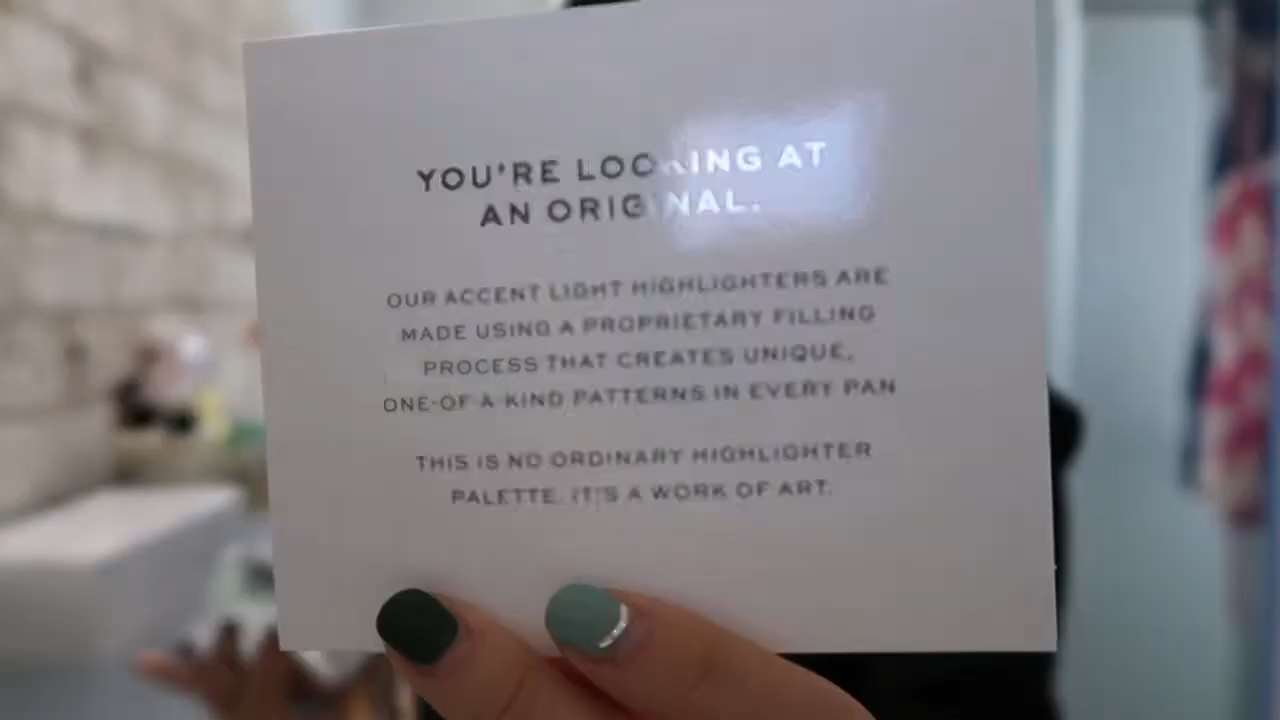 YOU'RE LOOKING AT
AN ORIGINAL.
OUR ACCENT LIGHT HIGHLIGHTERS ARE
MADE USING A PROPRIETARY FILLING
PROCESS THAT CREATES UNIQUE,
ONE-OF-A-KIND PATTERNS IN EVERY PAN
THIS IS NO ORDINARY HIGHLIGHTER
PALETTE. IT'S A WORK OF ART.